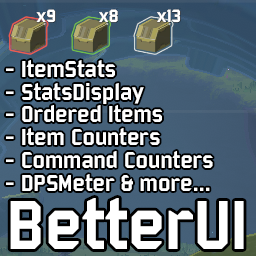 x9 x8 x13
- ItemStats
- StatsDisplay
- Ordered Items
- Item Counters
- Command Counters
- DPSMeter & more...
BetterUI